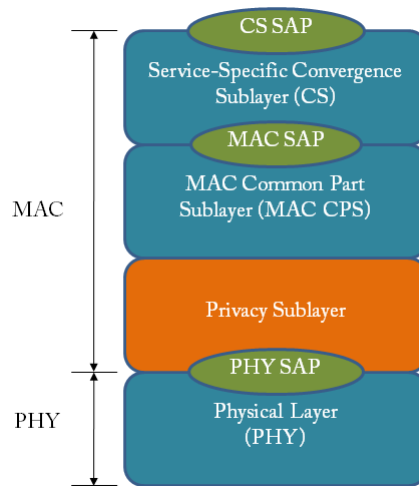 CS SAP
Service-Specific Convergence
Sublayer (CS)
MAC SAP
MAC
MAC Common Part
Sublayer (MAC CPS)
Privacy Sublayer
PHY SAP
PHY
Physical Layer
(PHY)